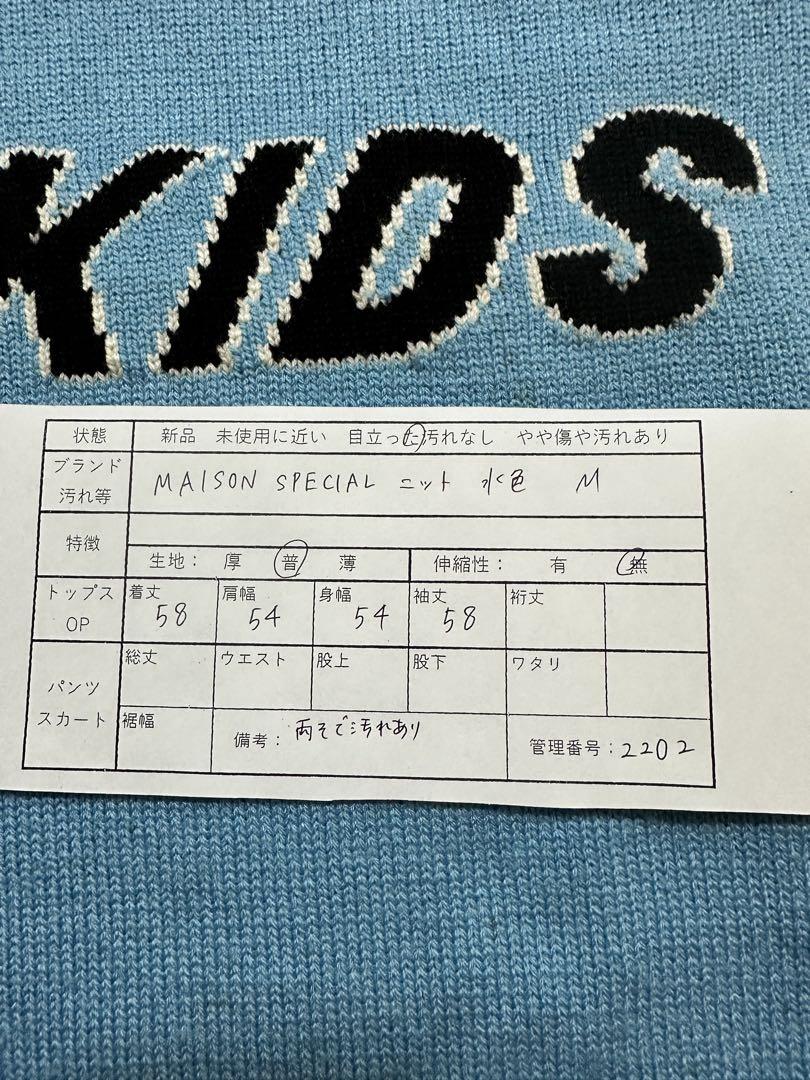 KIDS
状態 新品 未使用に近い 目立った汚れなし やや傷や汚れあり
ブランド
汚れ等 MAISON SPECIAL ニット 水色 M
特徴
生地： 厚 普 薄 伸縮性： 有 無
トップス
OP
着丈 肩幅 身幅 袖丈 裄丈
58 54 54 58
パンツ
スカート
総丈 ウエスト 股上 股下 ワタリ
裾幅
備考： 両そで汚れあり
管理番号：2202